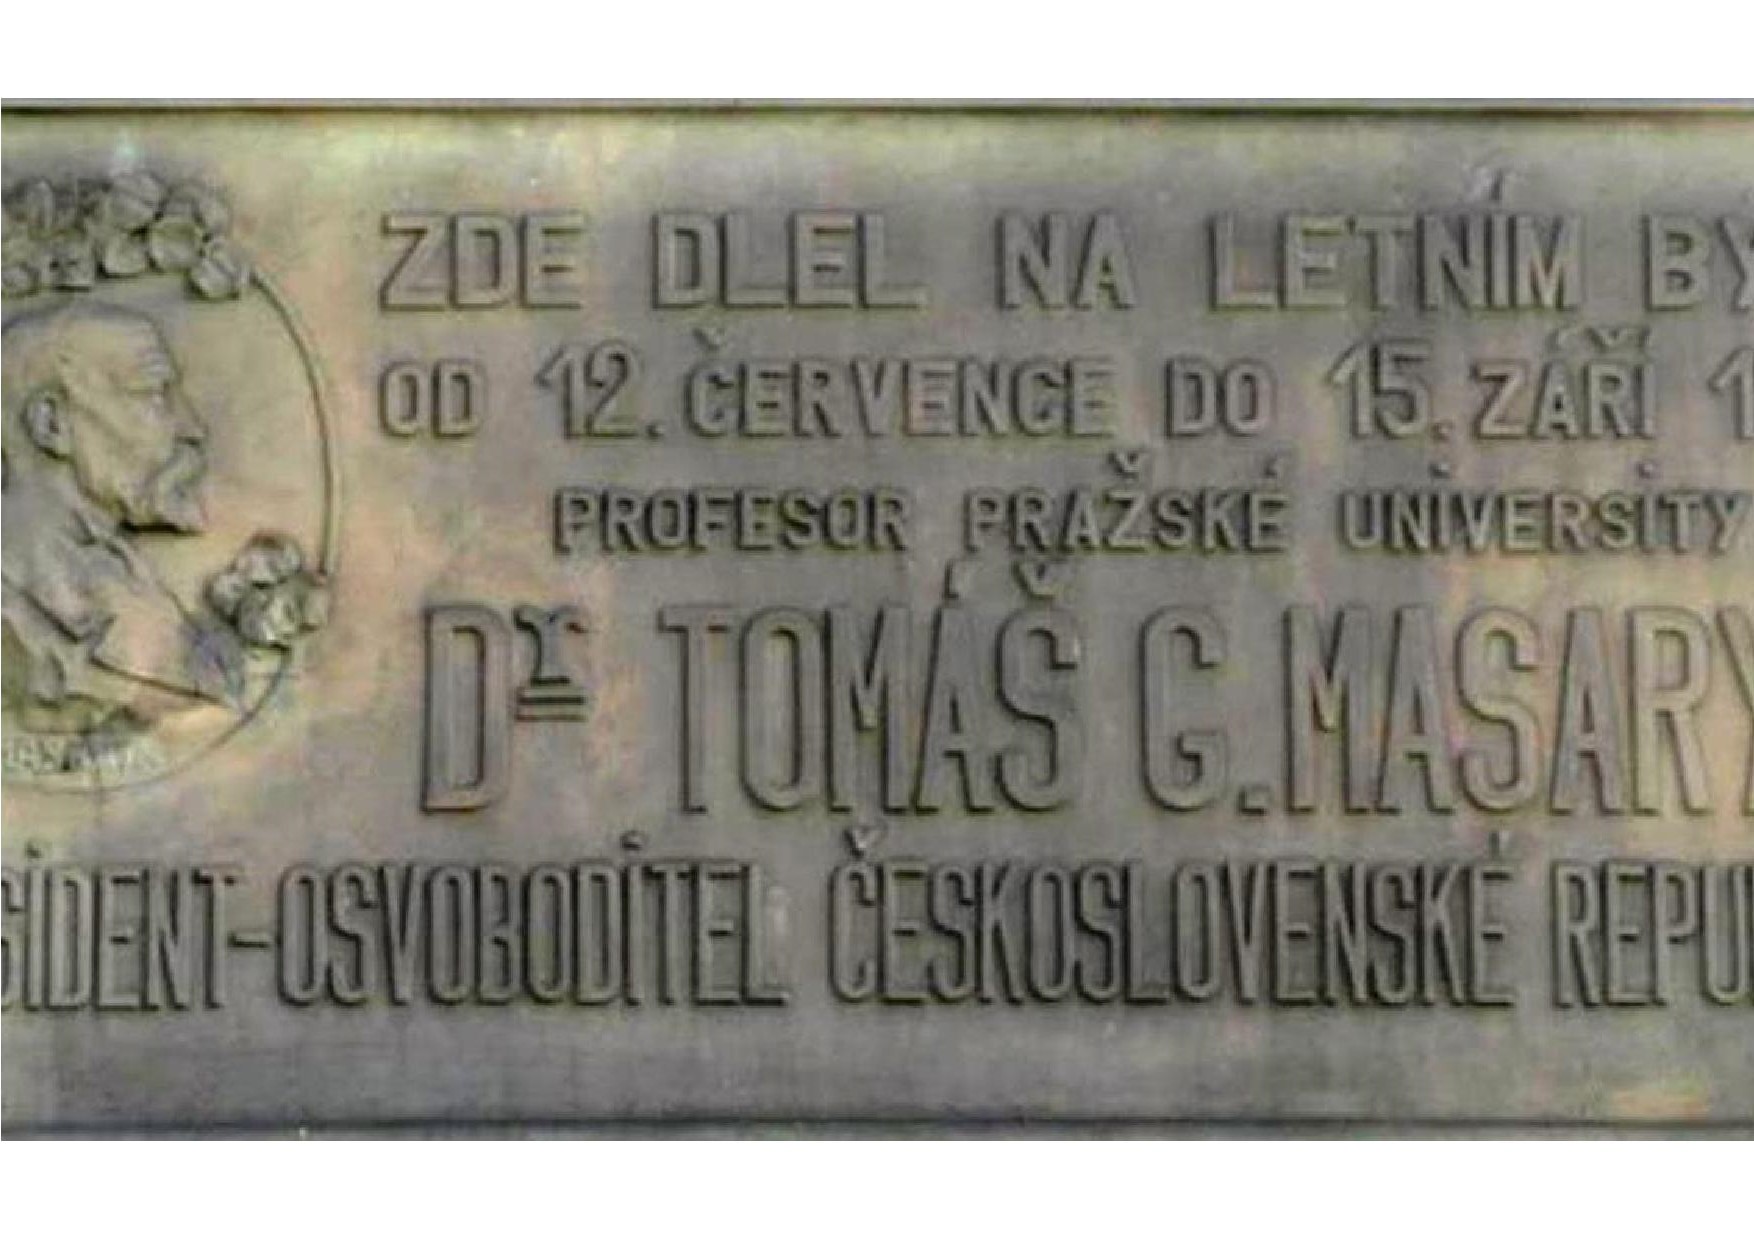 ZDE DLEL NA LETNÍM BY
OD 12. ČERVENCE DO 15. ZÁŘÍ 1
PROFESOR PRAŽSKÉ UNIVERSITY
Dr TOMÁŠ G. MASARY
SIDENT-OSVOBODITEL ČESKOSLOVENSKÉ REPU